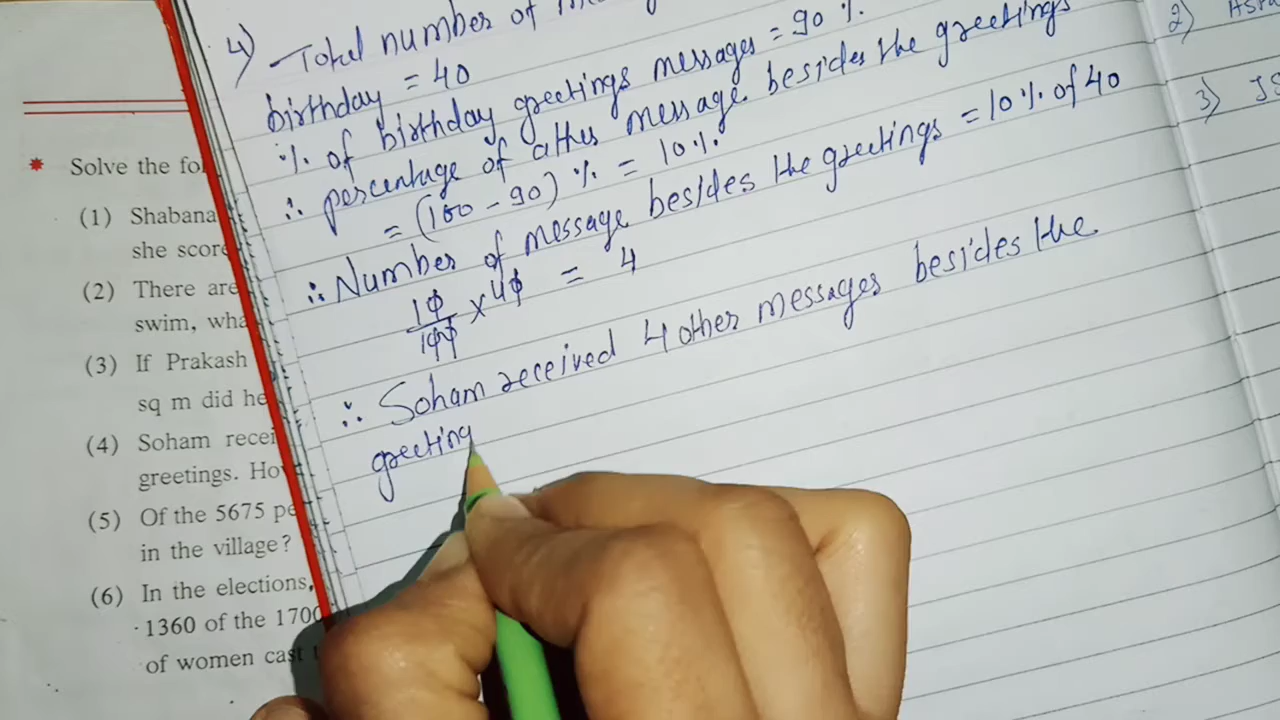 Solve the fo
(1) Shabana
she score
(2) There are
swim, wha
(3) If Prakash
sq m did he
(4) Soham recei
greetings. Ho
(5) Of the 5675 pe
in the village?
(6) In the elections,
1360 of the 1700
of women cast
4) Total number of
birthday = 40
% of birthday greetings messages = 90 %
∴ percentage of other message besides the greetings
= (100 - 90) % = 10%
∴ Number of message besides the greetings = 10% of 40
10/100 x 40 = 4
∴ Soham received 4 other messages besides the
greeting
2)
3)